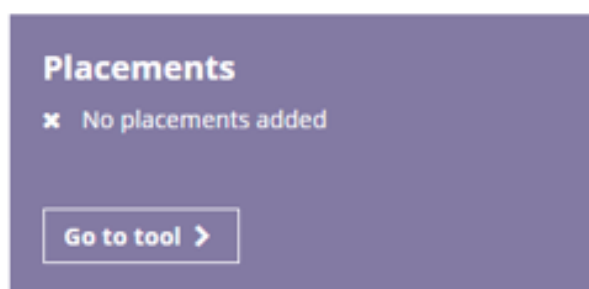 Placements
✖ No placements added
Go to tool ❯